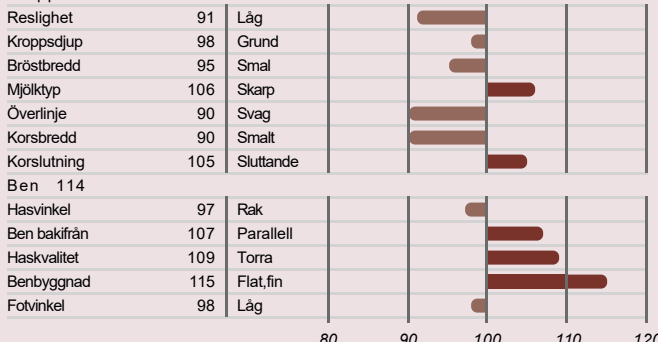 Reslighet 91 Låg
Kroppsdjup 98 Grund
Bröstbredd 95 Smal
Mjölktyp 106 Skarp
Överlinje 90 Svag
Korsbredd 90 Smalt
Korslutning 105 Sluttande
Ben 114
Hasvinkel 97 Rak
Ben bakifrån 107 Parallell
Haskvalitet 109 Torra
Benbyggnad 115 Flat,fin
Fotvinkel 98 Låg
80 90 100 110 120